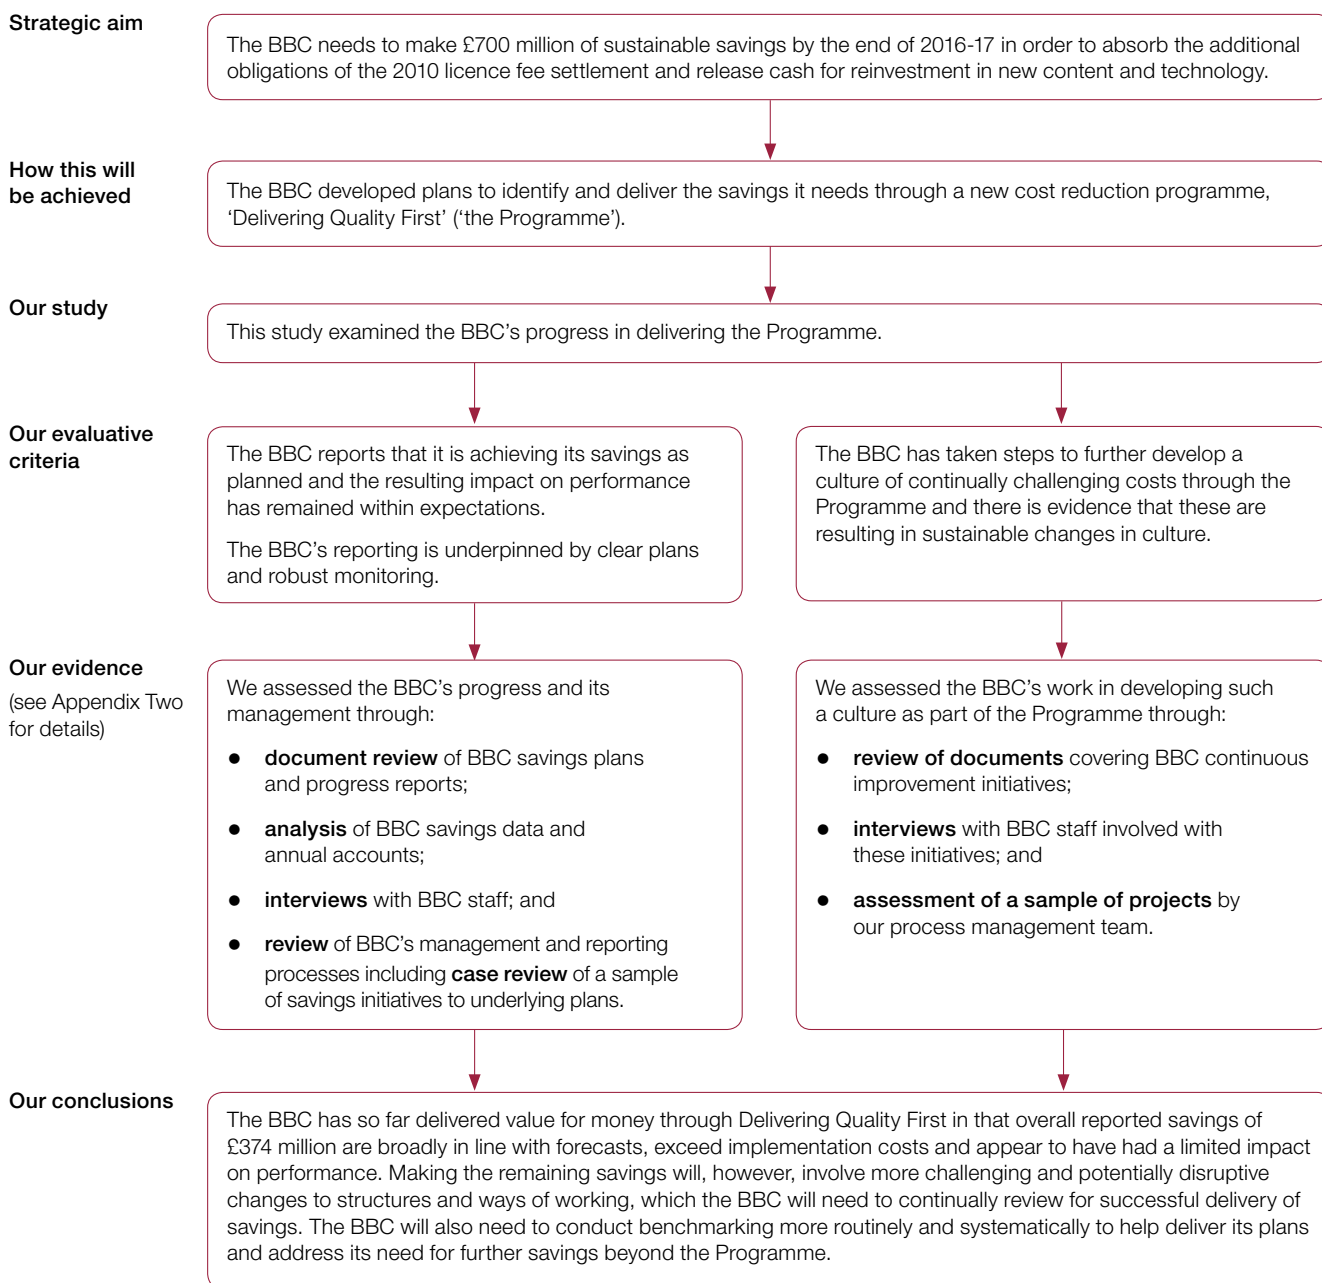 Strategic aim
The BBC needs to make £700 million of sustainable savings by the end of 2016-17 in order to absorb the additional
obligations of the 2010 licence fee settlement and release cash for reinvestment in new content and technology.
How this will
be achieved
The BBC developed plans to identify and deliver the savings it needs through a new cost reduction programme,
‘Delivering Quality First’ (‘the Programme’).
Our study
This study examined the BBC’s progress in delivering the Programme.
Our evaluative
criteria
The BBC reports that it is achieving its savings as
planned and the resulting impact on performance
has remained within expectations.
The BBC’s reporting is underpinned by clear plans
and robust monitoring.
The BBC has taken steps to further develop a
culture of continually challenging costs through the
Programme and there is evidence that these are
resulting in sustainable changes in culture.
Our evidence
(see Appendix Two
for details)
We assessed the BBC’s progress and its
management through:
● document review of BBC savings plans
and progress reports;
● analysis of BBC savings data and
annual accounts;
● interviews with BBC staff; and
● review of BBC’s management and reporting
processes including case review of a sample
of savings initiatives to underlying plans.
We assessed the BBC’s work in developing such
a culture as part of the Programme through:
● review of documents covering BBC continuous
improvement initiatives;
● interviews with BBC staff involved with
these initiatives; and
● assessment of a sample of projects by
our process management team.
Our conclusions
The BBC has so far delivered value for money through Delivering Quality First in that overall reported savings of
£374 million are broadly in line with forecasts, exceed implementation costs and appear to have had a limited impact
on performance. Making the remaining savings will, however, involve more challenging and potentially disruptive
changes to structures and ways of working, which the BBC will need to continually review for successful delivery of
savings. The BBC will also need to conduct benchmarking more routinely and systematically to help deliver its plans
and address its need for further savings beyond the Programme.